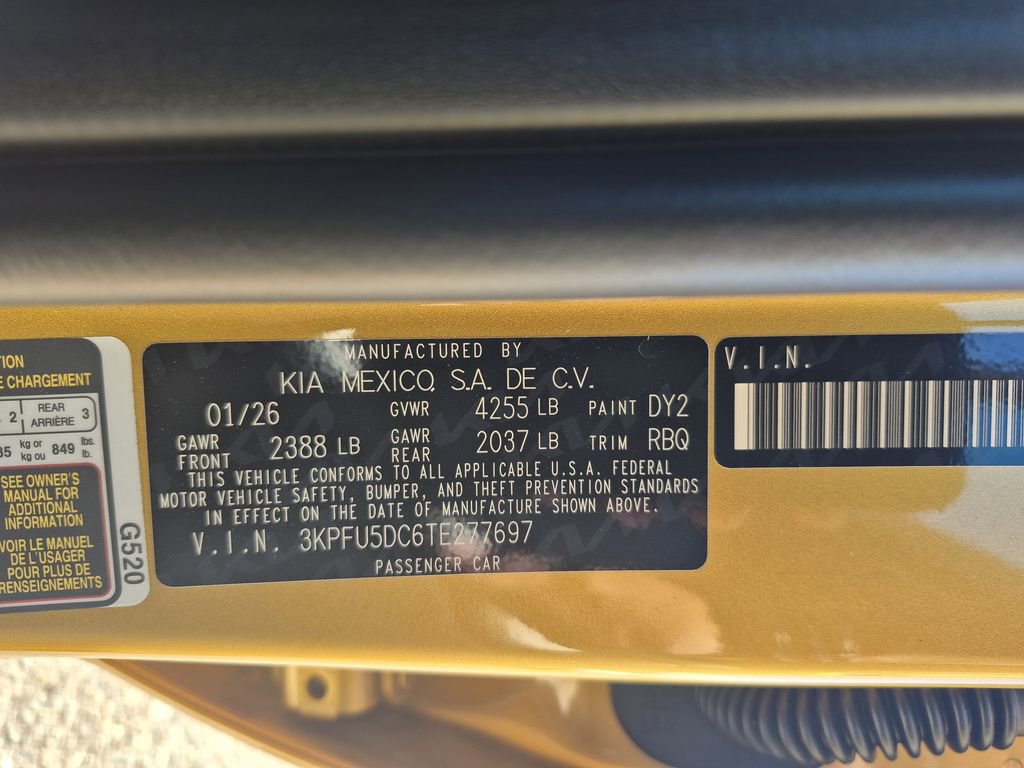 TION
E CHARGEMENT
2 REAR ARRIÈRE 3
35 kg or kg ou 849 lbs. lb.
SEE OWNER'S
MANUAL FOR
ADDITIONAL
INFORMATION
VOIR LE MANUEL
DE L'USAGER
POUR PLUS DE
RENSEIGNEMENTS
G520
MANUFACTURED BY
KIA MEXICO S.A. DE C.V.
01/26 GVWR 4255 LB PAINT DY2
GAWR FRONT 2388 LB GAWR REAR 2037 LB TRIM RBQ
THIS VEHICLE CONFORMS TO ALL APPLICABLE U.S.A. FEDERAL
MOTOR VEHICLE SAFETY, BUMPER, AND THEFT PREVENTION STANDARDS
IN EFFECT ON THE DATE OF MANUFACTURE SHOWN ABOVE.
V.I.N. 3KPFU5DC6TE277697
PASSENGER CAR
V.I.N.